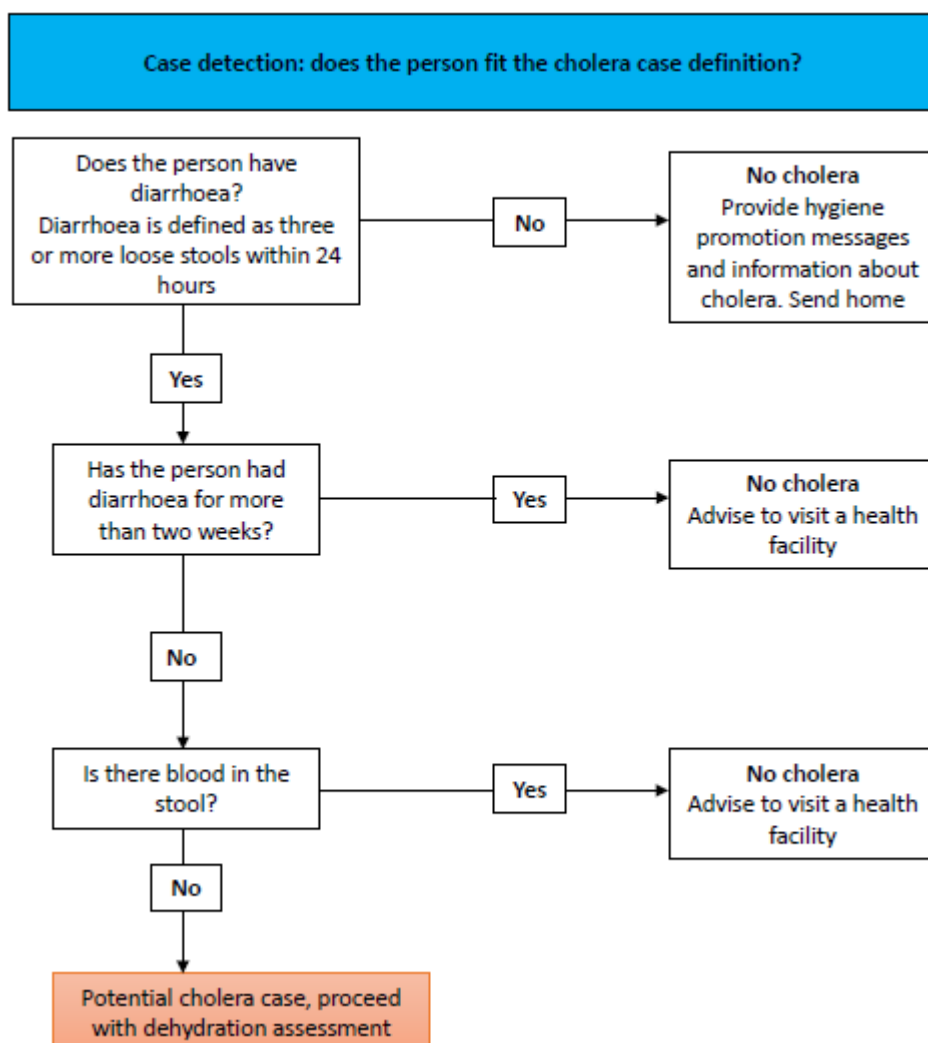 Case detection: does the person fit the cholera case definition?
Does the person have
diarrhoea?
Diarrhoea is defined as three
or more loose stools within 24
hours
No
No cholera
Provide hygiene
promotion messages
and information about
cholera. Send home
Yes
Has the person had
diarrhoea for more
than two weeks?
Yes
No cholera
Advise to visit a health
facility
No
Is there blood in the
stool?
Yes
No cholera
Advise to visit a health
facility
No
Potential cholera case, proceed
with dehydration assessment